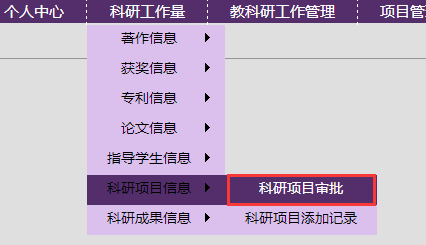 个人中心 科研工作量 教科研工作管理 项目管
著作信息
获奖信息
专利信息
论文信息
指导学生信息
科研项目信息 科研项目审批
科研成果信息 科研项目添加记录